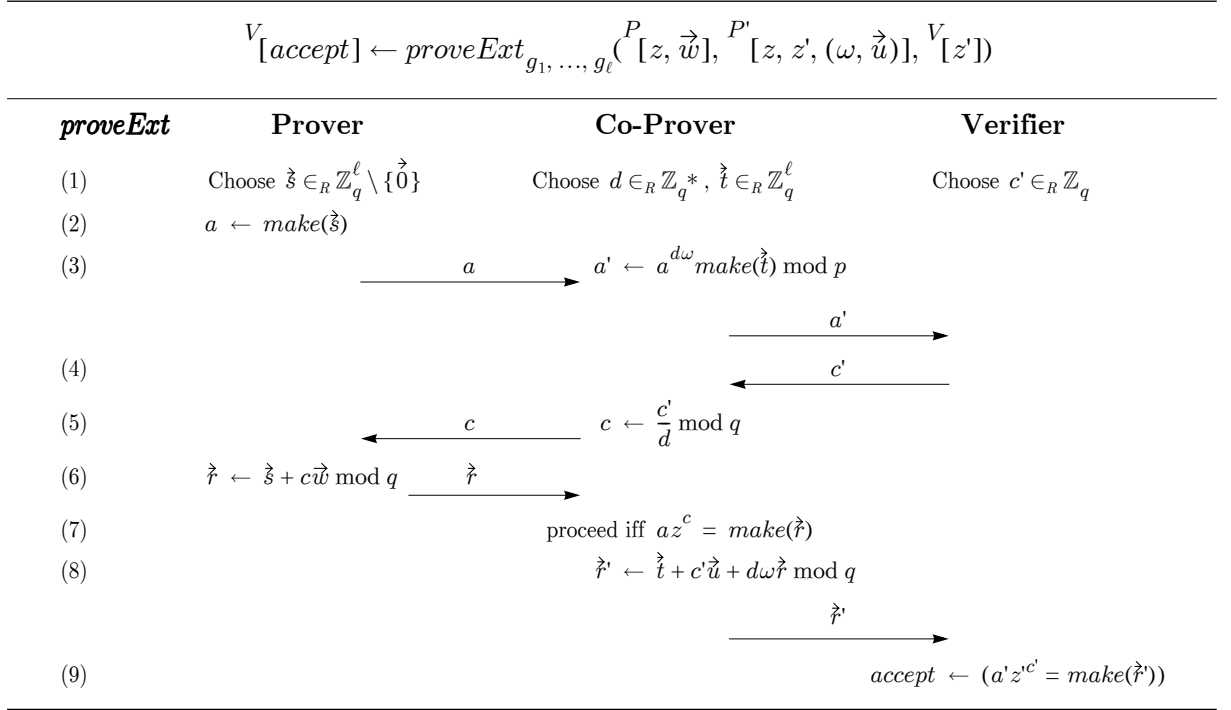 V[accept] ← proveExt_{g₁, …, g_ℓ}(P[z, w⃗], P'[z, z', (ω, u⃗)], V[z'])
proveExt Prover Co-Prover Verifier
(1) Choose s⃗ ∈_R ℤ_q^ℓ \ {0⃗} Choose d ∈_R ℤ_q* , t⃗ ∈_R ℤ_q^ℓ Choose c' ∈_R ℤ_q
(2) a ← make(s⃗)
(3) a a' ← a^{dω}make(t⃗) mod p
a'
(4) c'
(5) c c ← c'/d mod q
(6) r⃗ ← s⃗ + cw⃗ mod q r⃗
(7) proceed iff az^c = make(r⃗)
(8) r⃗' ← t⃗ + c'u⃗ + dωr⃗ mod q
r⃗'
(9) accept ← (a'z'^{c'} = make(r⃗'))